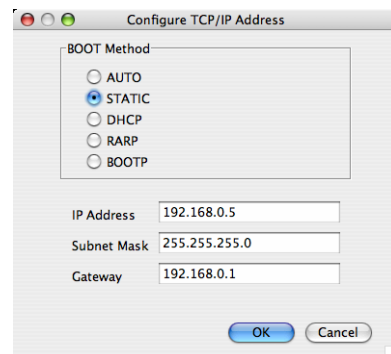 Configure TCP/IP Address
BOOT Method
AUTO
STATIC
DHCP
RARP
BOOTP
IP Address 192.168.0.5
Subnet Mask 255.255.255.0
Gateway 192.168.0.1
OK Cancel